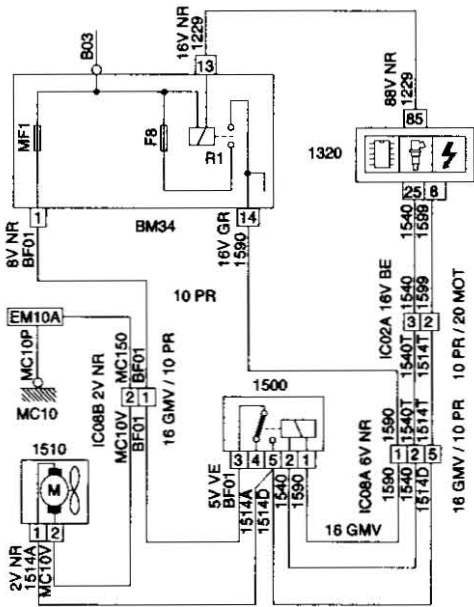 B03
16V NR
1229
13
88V NR
1229
85
MF1
F8
R1
1320
1
BM34
14
25
6
8V NR
BF01
16V GR
1590
1540
1599
10 PR
IC02A 16V BE
1540
1599
3
2
1540T
1514T
10 PR / 20 MOT
EM10A
MC10P
MC10
IC08B 2V NR
MC150
BF01
2
1
MC10V
BF01
16 GMV / 10 PR
1500
3
4
5
2
1
5V VE
BF01
1514A
1514D
1540
1590
1590
1540T
1514T
1
2
5
IC08A 6V NR
1590
1540
1514D
16 GMV / 10 PR
16 GMV
1510
M
1
2
2V NR
1514A
MC10V